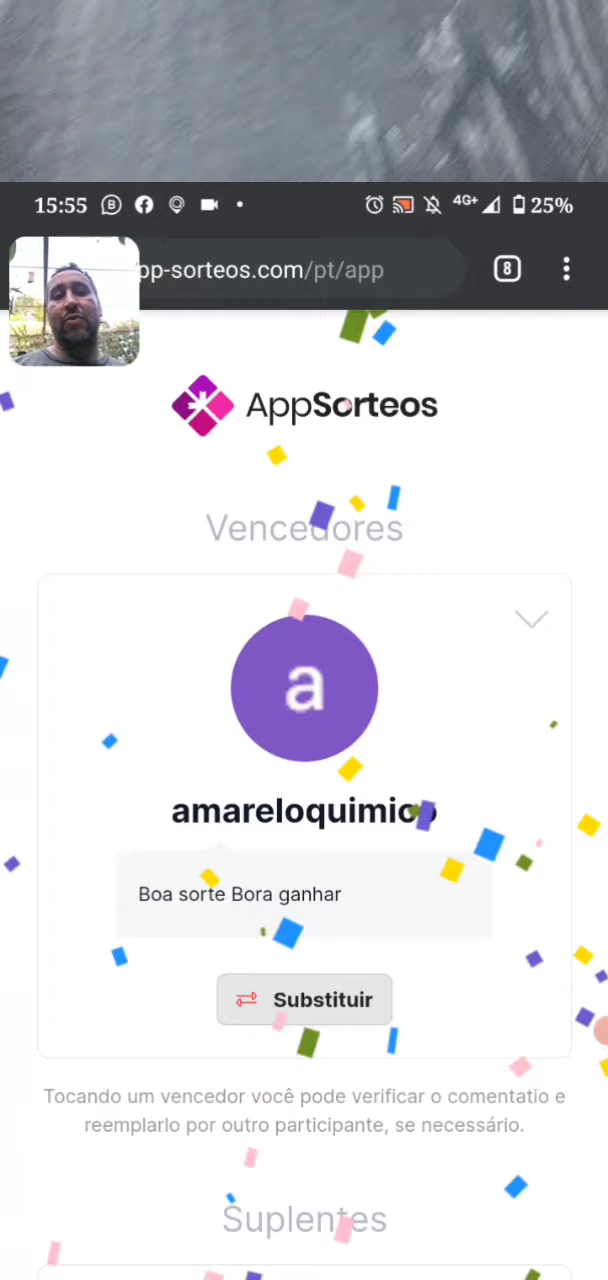 15:55
4G+
25%
pp-sorteos.com/pt/app
8
AppSorteos
Vencedores
a
amareloquimico
Boa sorte Bora ganhar
Substituir
Tocando um vencedor você pode verificar o comentatio e
reemplarlo por outro participante, se necessário.
Suplentes